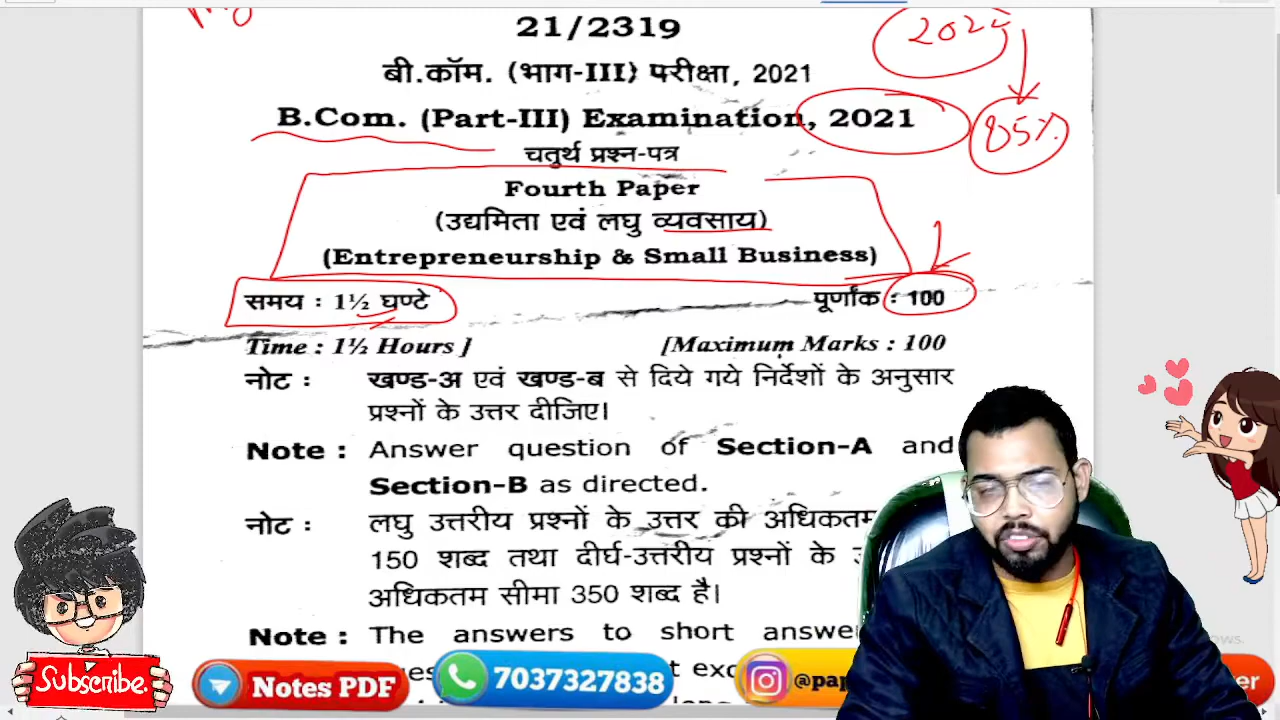 21/2319
2024
बी.कॉम. (भाग-III) परीक्षा, 2021
B.Com. (Part-III) Examination, 2021
85%
चतुर्थ प्रश्न-पत्र
Fourth Paper
(उद्यमिता एवं लघु व्यवसाय)
(Entrepreneurship & Small Business)
समय : 1½ घण्टे पूर्णांक : 100
Time : 1½ Hours ] [Maximum Marks : 100
नोट : खण्ड-अ एवं खण्ड-ब से दिये गये निर्देशों के अनुसार
प्रश्नों के उत्तर दीजिए।
Note : Answer question of Section-A and
Section-B as directed.
नोट : लघु उत्तरीय प्रश्नों के उत्तर की अधिकतम
150 शब्द तथा दीर्घ-उत्तरीय प्रश्नों के
अधिकतम सीमा 350 शब्द है।
Note : The answers to short
Subscribe.
Notes PDF
7037327838